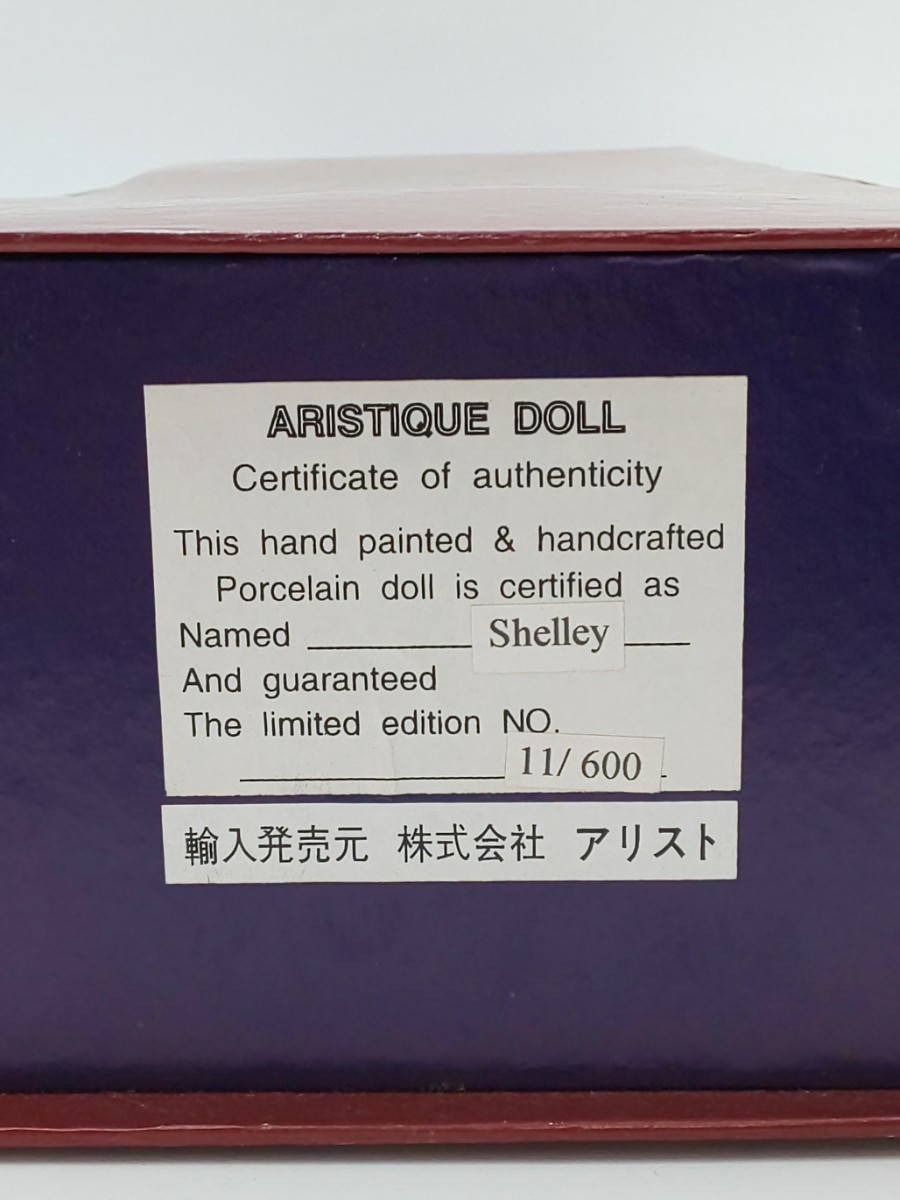 ARISTIQUE DOLL
Certificate of authenticity
This hand painted & handcrafted
Porcelain doll is certified as
Named Shelley
And guaranteed
The limited edition NO.
11/ 600
輸入発売元 株式会社 アリスト